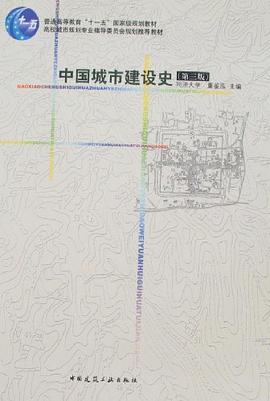 十一五
普通高等教育“十一五”国家级规划教材
高校城市规划专业指导委员会规划推荐教材
中国城市建设史(第三版)
同济大学 董鉴泓 主编
中国建筑工业出版社